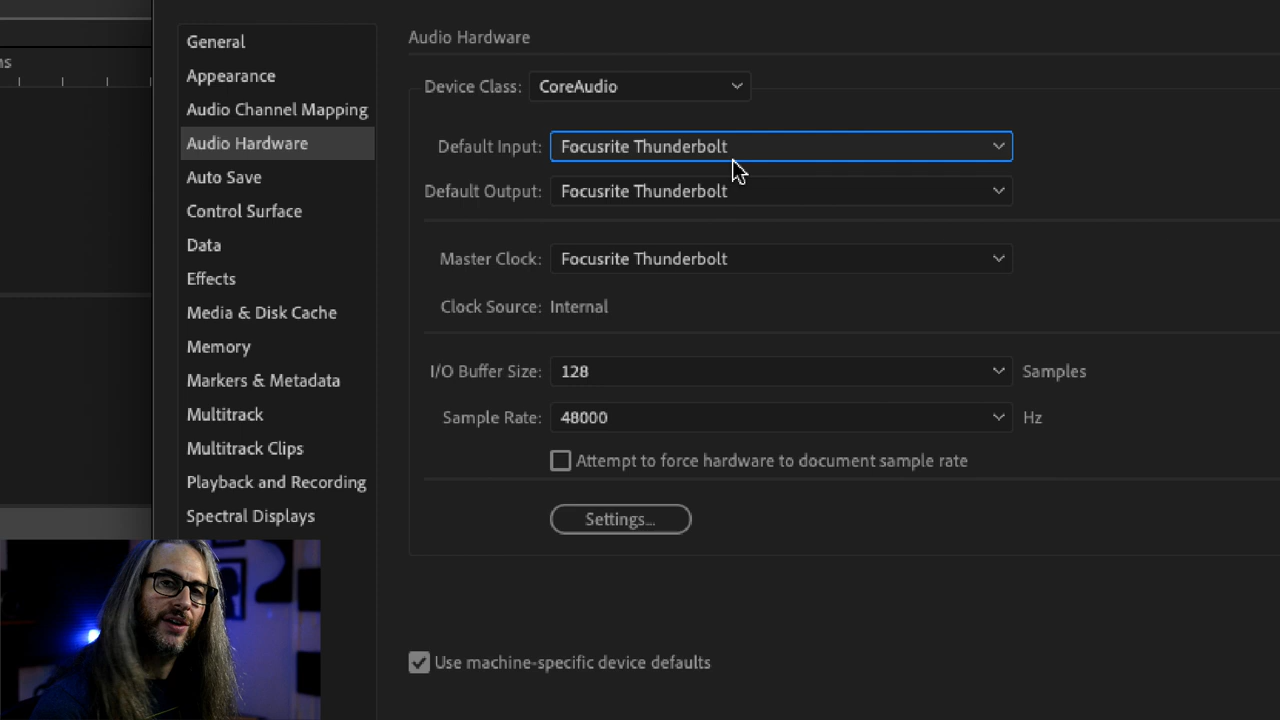 ns
General
Appearance
Audio Channel Mapping
Audio Hardware
Auto Save
Control Surface
Data
Effects
Media & Disk Cache
Memory
Markers & Metadata
Multitrack
Multitrack Clips
Playback and Recording
Spectral Displays
Audio Hardware
Device Class: CoreAudio
Default Input: Focusrite Thunderbolt
Default Output: Focusrite Thunderbolt
Master Clock: Focusrite Thunderbolt
Clock Source: Internal
I/O Buffer Size: 128 Samples
Sample Rate: 48000 Hz
Attempt to force hardware to document sample rate
Settings...
Use machine-specific device defaults